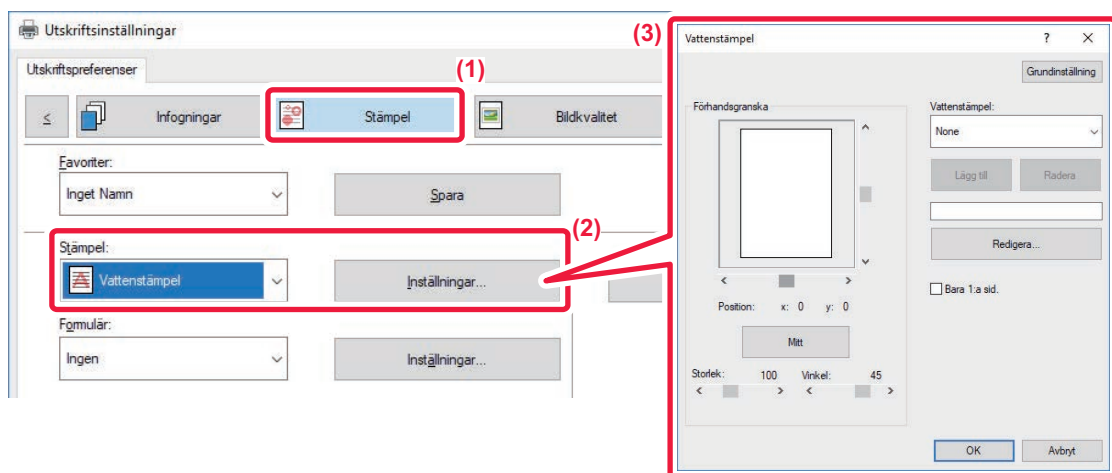 Utskriftsinställningar
Utskriftspreferenser
(1)
<
Infogningar
Stämpel
Bildkvalitet
Favoriter:
Inget Namn
Spara
(2)
Stämpel:
Vattenstämpel
Inställningar...
Formulär:
Ingen
Inställningar...
(3)
Vattenstämpel
? X
Grundinställning
Förhandsgranska
Vattenstämpel:
None
Lägg till
Radera
Redigera...
Bara 1:a sid.
Position: x: 0 y: 0
Mitt
Storlek: 100 Vinkel: 45
OK
Avbryt